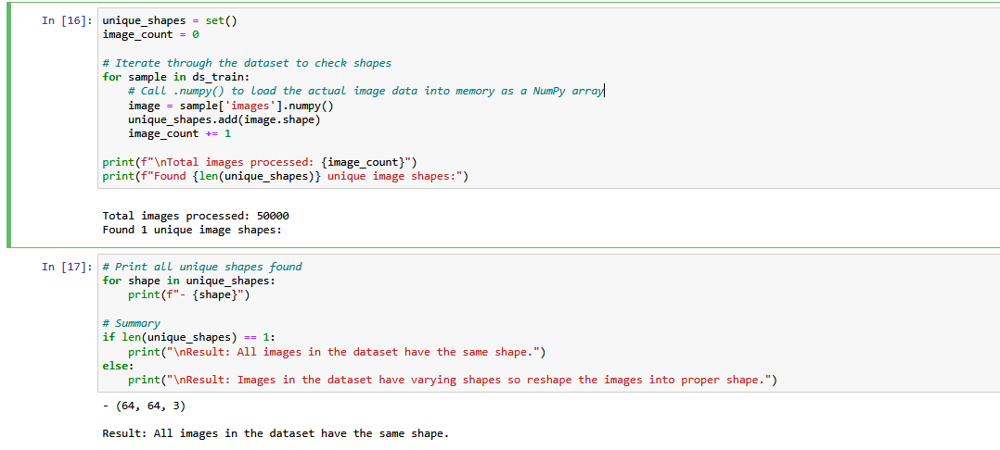 In [16]: unique_shapes = set()
image_count = 0
# Iterate through the dataset to check shapes
for sample in ds_train:
# Call .numpy() to load the actual image data into memory as a NumPy array
image = sample['images'].numpy()
unique_shapes.add(image.shape)
image_count += 1
print(f"\nTotal images processed: {image_count}")
print(f"Found {len(unique_shapes)} unique image shapes:")
Total images processed: 50000
Found 1 unique image shapes:
In [17]: # Print all unique shapes found
for shape in unique_shapes:
print(f"- {shape}")
# Summary
if len(unique_shapes) == 1:
print("\nResult: All images in the dataset have the same shape.")
else:
print("\nResult: Images in the dataset have varying shapes so reshape the images into proper shape.")
- (64, 64, 3)
Result: All images in the dataset have the same shape.